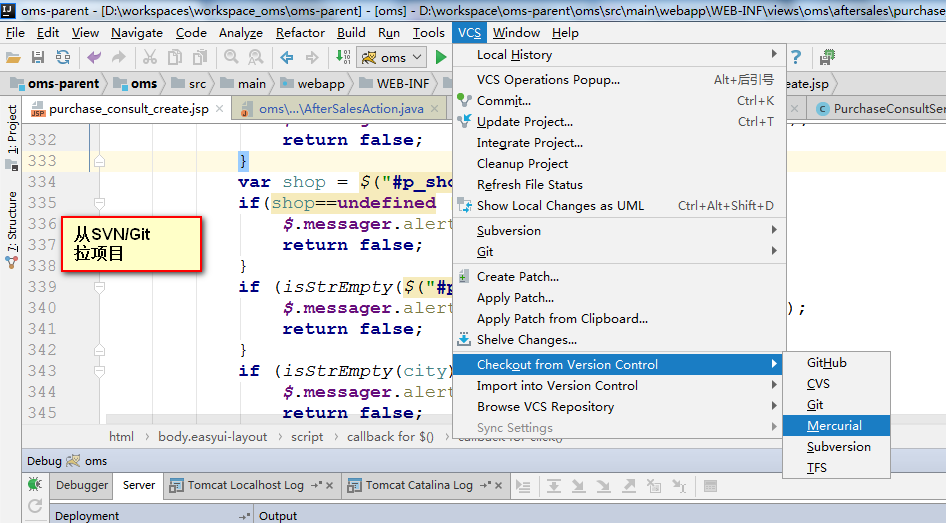 oms-parent - [D:\workspaces\workspace_oms\oms-parent] - [oms] - D:\workspace\oms-parent\oms\src\main\webapp\WEB-INF\views\oms\aftersales\purchase
File Edit View Navigate Code Analyze Refactor Build Run Tools VCS Window Help
oms
oms-parent oms src main webapp WEB-INF
create.jsp
purchase_consult_create.jsp oms\...\AfterSalesAction.java PurchaseConsultSer
1: Project
7: Structure
332 return false;
333 }
334 var shop = $("#p_sho
335 if(shop==undefined
336 $.messager.alert
337 return false;
338 }
339 if (isStrEmpty($("#p
340 $.messager.alert );
341 return false;
342 }
343 if (isStrEmpty(city)
344 $.messager.alert
345 return false;
从SVN/Git
拉项目
Local History
VCS Operations Popup... Alt+后引号
Commit... Ctrl+K
Update Project... Ctrl+T
Integrate Project...
Cleanup Project
Refresh File Status
Show Local Changes as UML Ctrl+Alt+Shift+D
Subversion
Git
Create Patch...
Apply Patch...
Apply Patch from Clipboard...
Shelve Changes...
Checkout from Version Control
Import into Version Control
Browse VCS Repository
Sync Settings
GitHub
CVS
Git
Mercurial
Subversion
TFS
html body.easyui-layout script callback for $() callback for click()
Debug oms
Debugger Server Tomcat Localhost Log Tomcat Catalina Log
Deployment Output